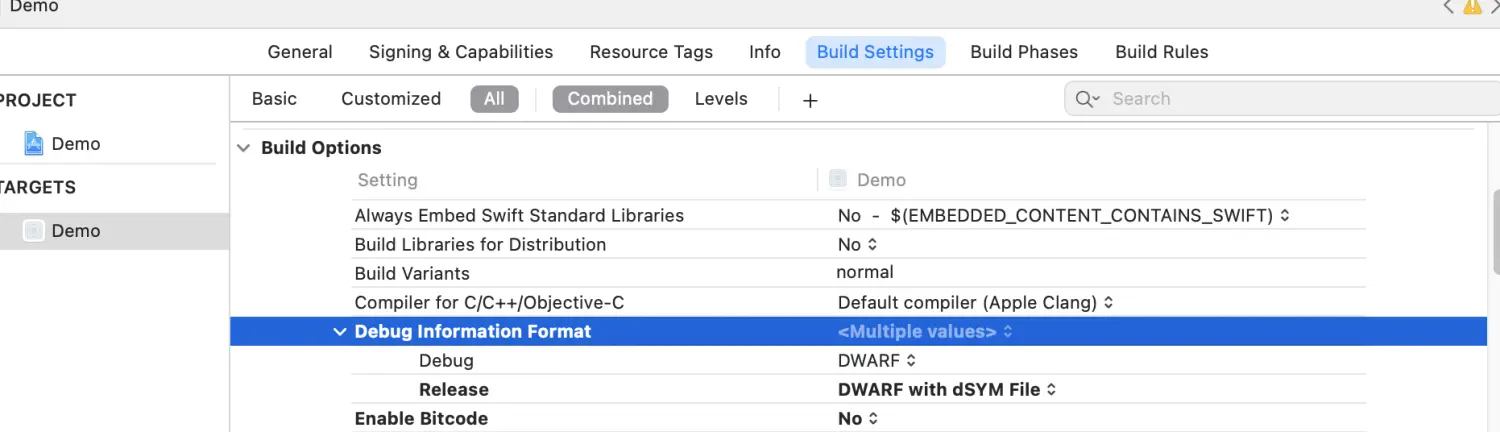 Demo
General Signing & Capabilities Resource Tags Info Build Settings Build Phases Build Rules
PROJECT
Demo
TARGETS
Demo
Basic Customized All Combined Levels + Search
Build Options
Setting Demo
Always Embed Swift Standard Libraries No - $(EMBEDDED_CONTENT_CONTAINS_SWIFT)
Build Libraries for Distribution No
Build Variants normal
Compiler for C/C++/Objective-C Default compiler (Apple Clang)
Debug Information Format <Multiple values>
Debug DWARF
Release DWARF with dSYM File
Enable Bitcode No